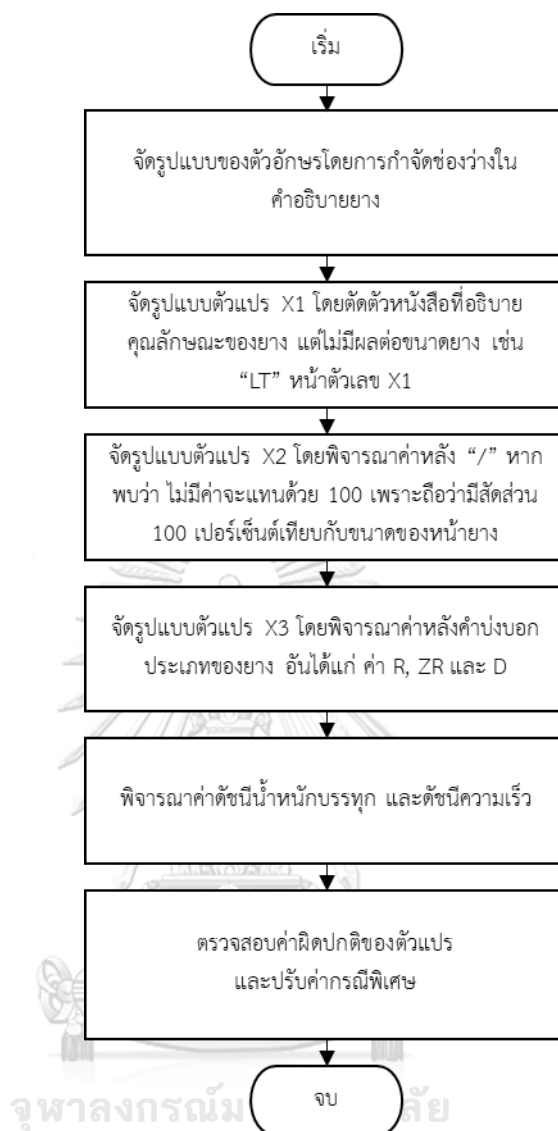 เริ่ม
จัดรูปแบบของตัวอักษรโดยการกำจัดช่องว่างใน
คำอธิบายยาง
จัดรูปแบบตัวแปร X1 โดยตัดตัวหนังสือที่อธิบาย
คุณลักษณะของยาง แต่ไม่มีผลต่อขนาดยาง เช่น
“LT” หน้าตัวเลข X1
จัดรูปแบบตัวแปร X2 โดยพิจารณาค่าหลัง “/” หาก
พบว่า ไม่มีค่าจะแทนด้วย 100 เพราะถือว่ามีสัดส่วน
100 เปอร์เซ็นต์เทียบกับขนาดของหน้ายาง
จัดรูปแบบตัวแปร X3 โดยพิจารณาค่าหลังคำบ่งบอก
ประเภทของยาง อันได้แก่ ค่า R, ZR และ D
พิจารณาค่าดัชนีน้ำหนักบรรทุก และดัชนีความเร็ว
ตรวจสอบค่าผิดปกติของตัวแปร
และปรับค่ากรณีพิเศษ
จบ
จุฬาลงกรณ์ม ลัย